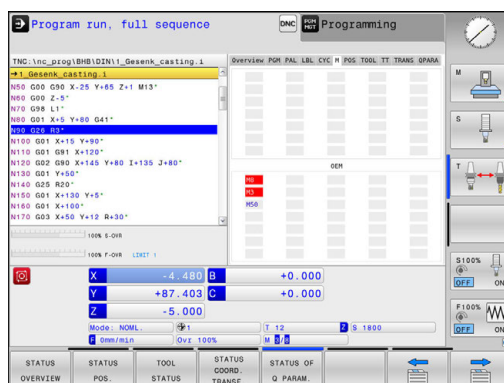 Program run, full sequence
DNC
PGM MGT
Programming
TNC:\nc_prog\BHB\DIN\1_Gesenk_casting.i
→1_Gesenk_casting.i
N50 G00 G90 X-25 Y+65 Z+1 M13*
N60 G00 Z-5*
N70 G98 L1*
N80 G01 X+5 Y+80 G41*
N90 G26 R3*
N100 G01 X+15 Y+90*
N110 G01 G91 X+120*
N120 G02 G90 X+145 Y+80 I+135 J+80*
N130 G01 Y+50*
N140 G25 R20*
N150 G01 X+130 Y+5*
N160 G01 X+100*
N170 G03 X+50 Y+12 R+30*
100% S-OVR
100% F-OVR LIMIT 1
Overview PGM PAL LBL CYC M POS TOOL TT TRANS QPARA
OEM
M0
M3
M50
X -4.480 B +0.000
Y +87.403 C +0.000
Z -5.000
Mode: NOML. 1 T 12 Z S 1800
F 0mm/min Ovr 100% M
M
S
T
S100%
OFF ON
F100%
OFF ON
STATUS OVERVIEW
STATUS POS.
TOOL STATUS
STATUS COORD. TRANSF.
STATUS OF Q PARAM.